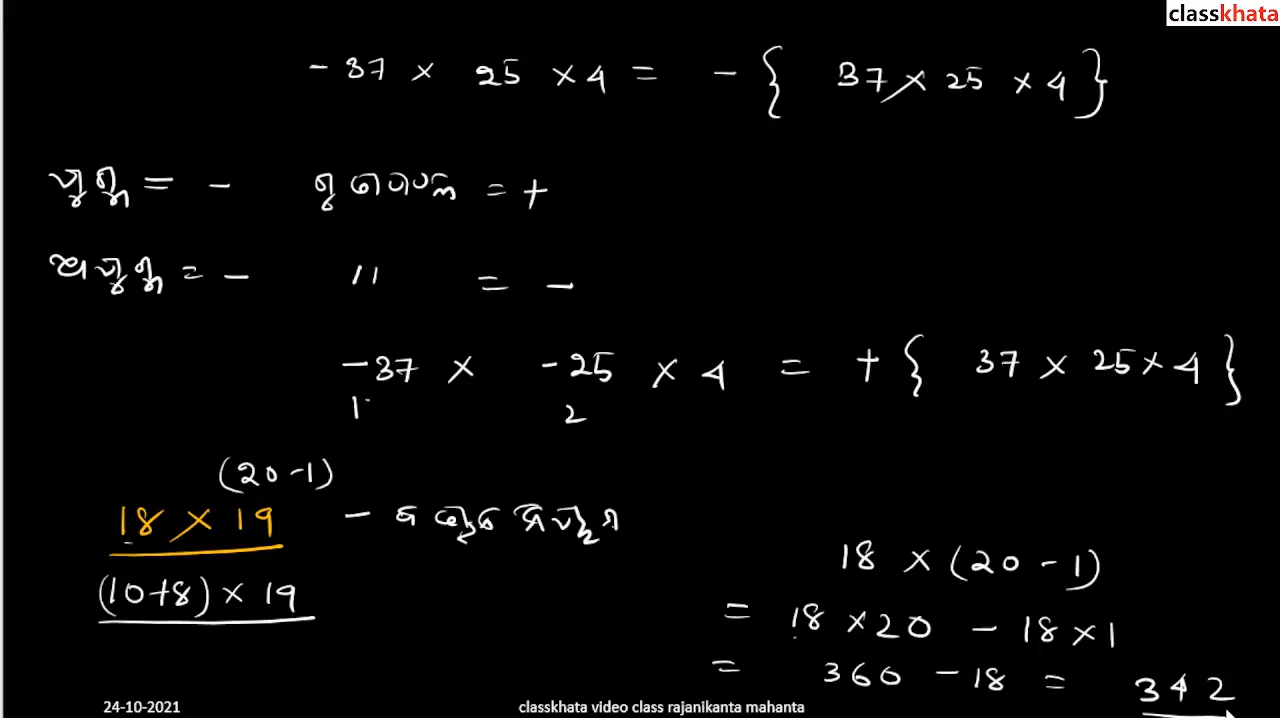 classkhata
- 37 × 25 × 4 = - { 37 × 25 × 4 }
ଯୁଗ୍ମ = - ଗୁଣନଫଳ = +
ଅଯୁଗ୍ମ = - 11 = -
-37 × -25 × 4 = + { 37 × 25 × 4 }
1 2
(20 -1)
18 × 19 -
(10+8) × 19
18 × (20 - 1)
= 18 × 20 - 18 × 1
= 360 - 18 = 342
24-10-2021 classkhata video class rajanikanta mahanta